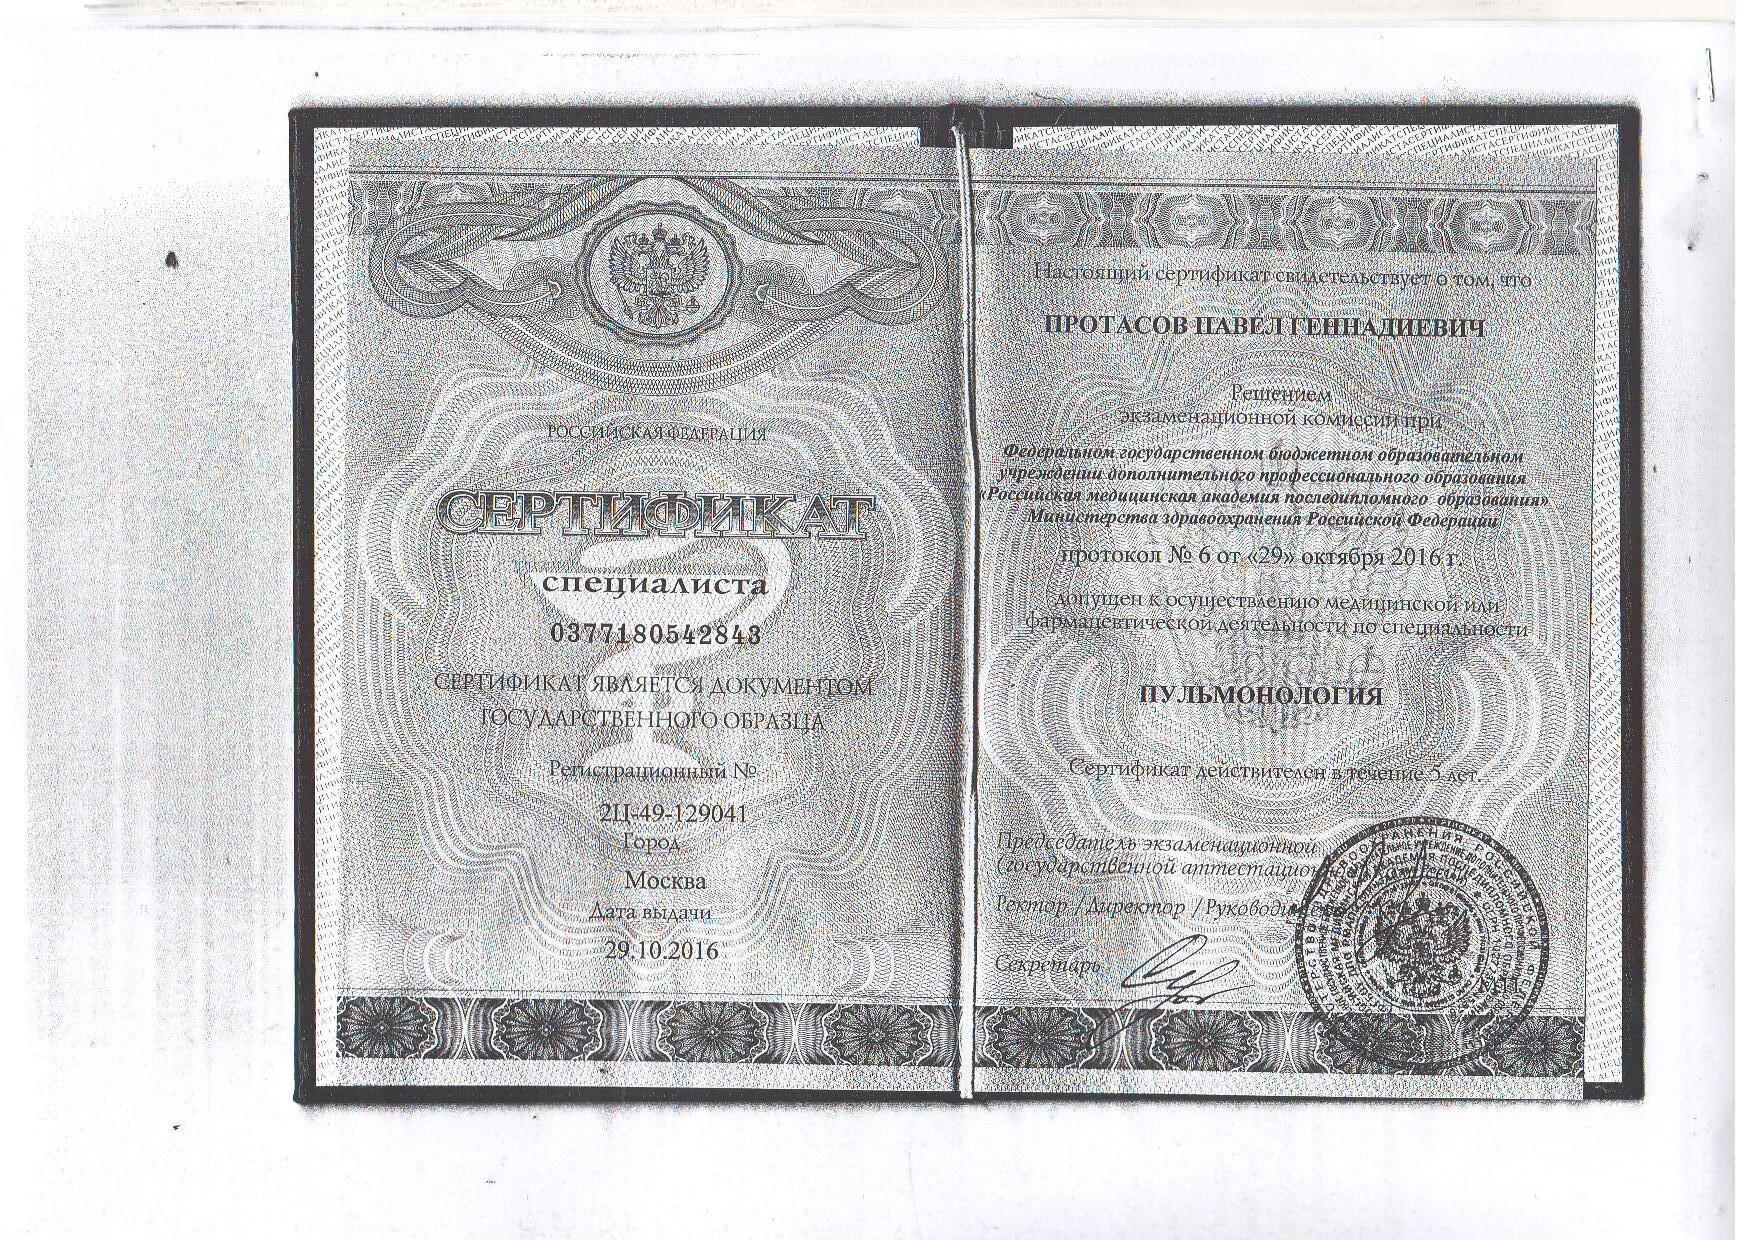 РОССИЙСКАЯ ФЕДЕРАЦИЯ
СЕРТИФИКАТ
специалиста
0377180542843
СЕРТИФИКАТ ЯВЛЯЕТСЯ ДОКУМЕНТОМ
ГОСУДАРСТВЕННОГО ОБРАЗЦА
Регистрационный №
2Ц-49-129041
Город
Москва
Дата выдачи
29.10.2016
Настоящий сертификат свидетельствует о том, что
ПРОТАСОВ ПАВЕЛ ГЕННАДИЕВИЧ
Решением
экзаменационной комиссии при
Федеральном государственном бюджетном образовательном
учреждении дополнительного профессионального образования
«Российская медицинская академия последипломного образования»
Министерства здравоохранения Российской Федерации
протокол № 6 от «29» октября 2016 г.
допущен к осуществлению медицинской или
фармацевтической деятельности по специальности
ПУЛЬМОНОЛОГИЯ
Сертификат действителен в течение 5 лет.
Председатель экзаменационной
(государственной аттестацион
Ректор / Директор / Руководи
Секретарь
М.П.